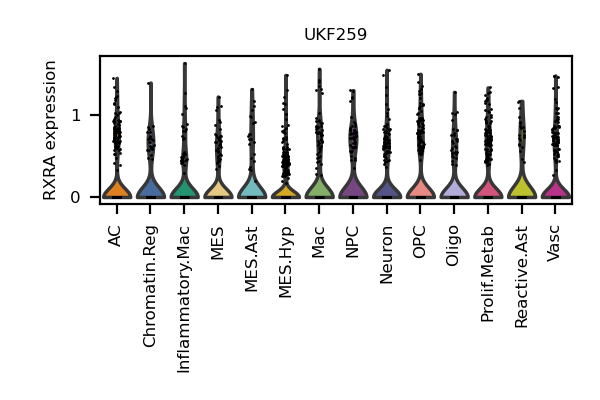 UKF259
RXRA expression
1
0
AC
Chromatin.Reg
Inflammatory.Mac
MES
MES.Ast
MES.Hyp
Mac
NPC
Neuron
OPC
Oligo
Prolif.Metab
Reactive.Ast
Vasc